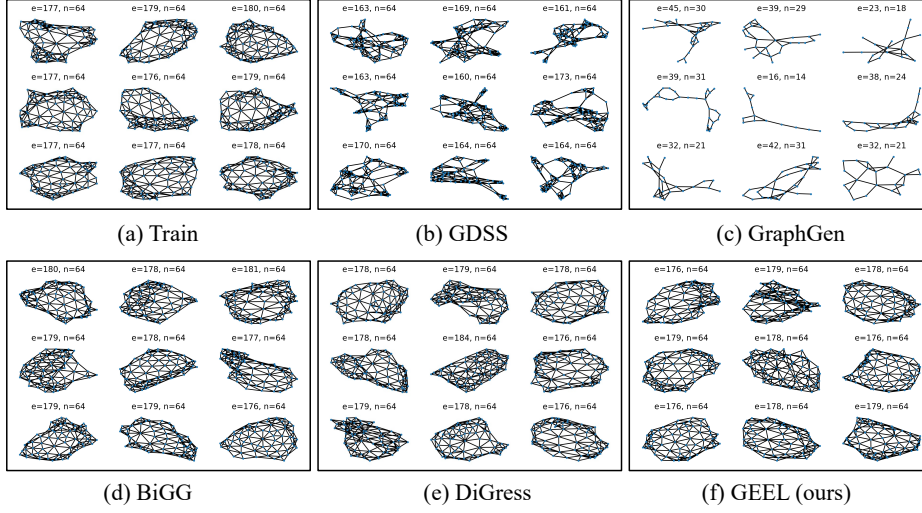 e=177, n=64 e=179, n=64 e=180, n=64
e=177, n=64 e=176, n=64 e=179, n=64
e=177, n=64 e=177, n=64 e=178, n=64
(a) Train
e=163, n=64 e=169, n=64 e=161, n=64
e=163, n=64 e=160, n=64 e=173, n=64
e=170, n=64 e=164, n=64 e=164, n=64
(b) GDSS
e=45, n=30 e=39, n=29 e=23, n=18
e=39, n=31 e=16, n=14 e=38, n=24
e=32, n=21 e=42, n=31 e=32, n=21
(c) GraphGen
e=180, n=64 e=178, n=64 e=181, n=64
e=179, n=64 e=178, n=64 e=177, n=64
e=179, n=64 e=179, n=64 e=176, n=64
(d) BiGG
e=178, n=64 e=179, n=64 e=178, n=64
e=178, n=64 e=184, n=64 e=176, n=64
e=179, n=64 e=178, n=64 e=176, n=64
(e) DiGress
e=176, n=64 e=179, n=64 e=178, n=64
e=179, n=64 e=178, n=64 e=176, n=64
e=176, n=64 e=178, n=64 e=179, n=64
(f) GEEL (ours)